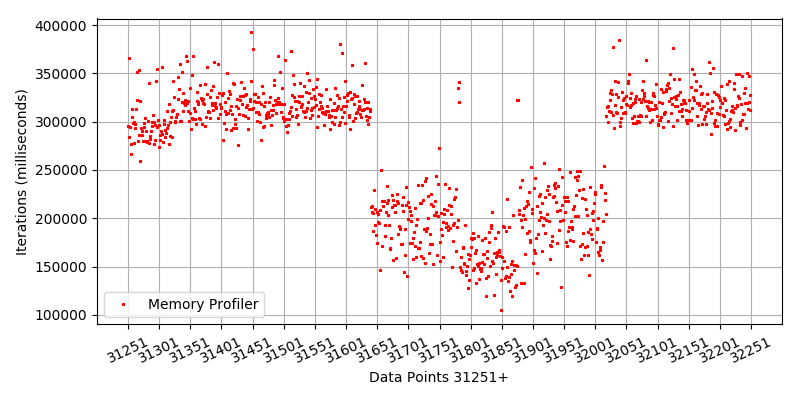 400000
350000
300000
250000
200000
150000
100000
Iterations (milliseconds)
Memory Profiler
31251 31301 31351 31401 31451 31501 31551 31601 31651 31701 31751 31801 31851 31901 31951 32001 32051 32101 32151 32201 32251
Data Points 31251+